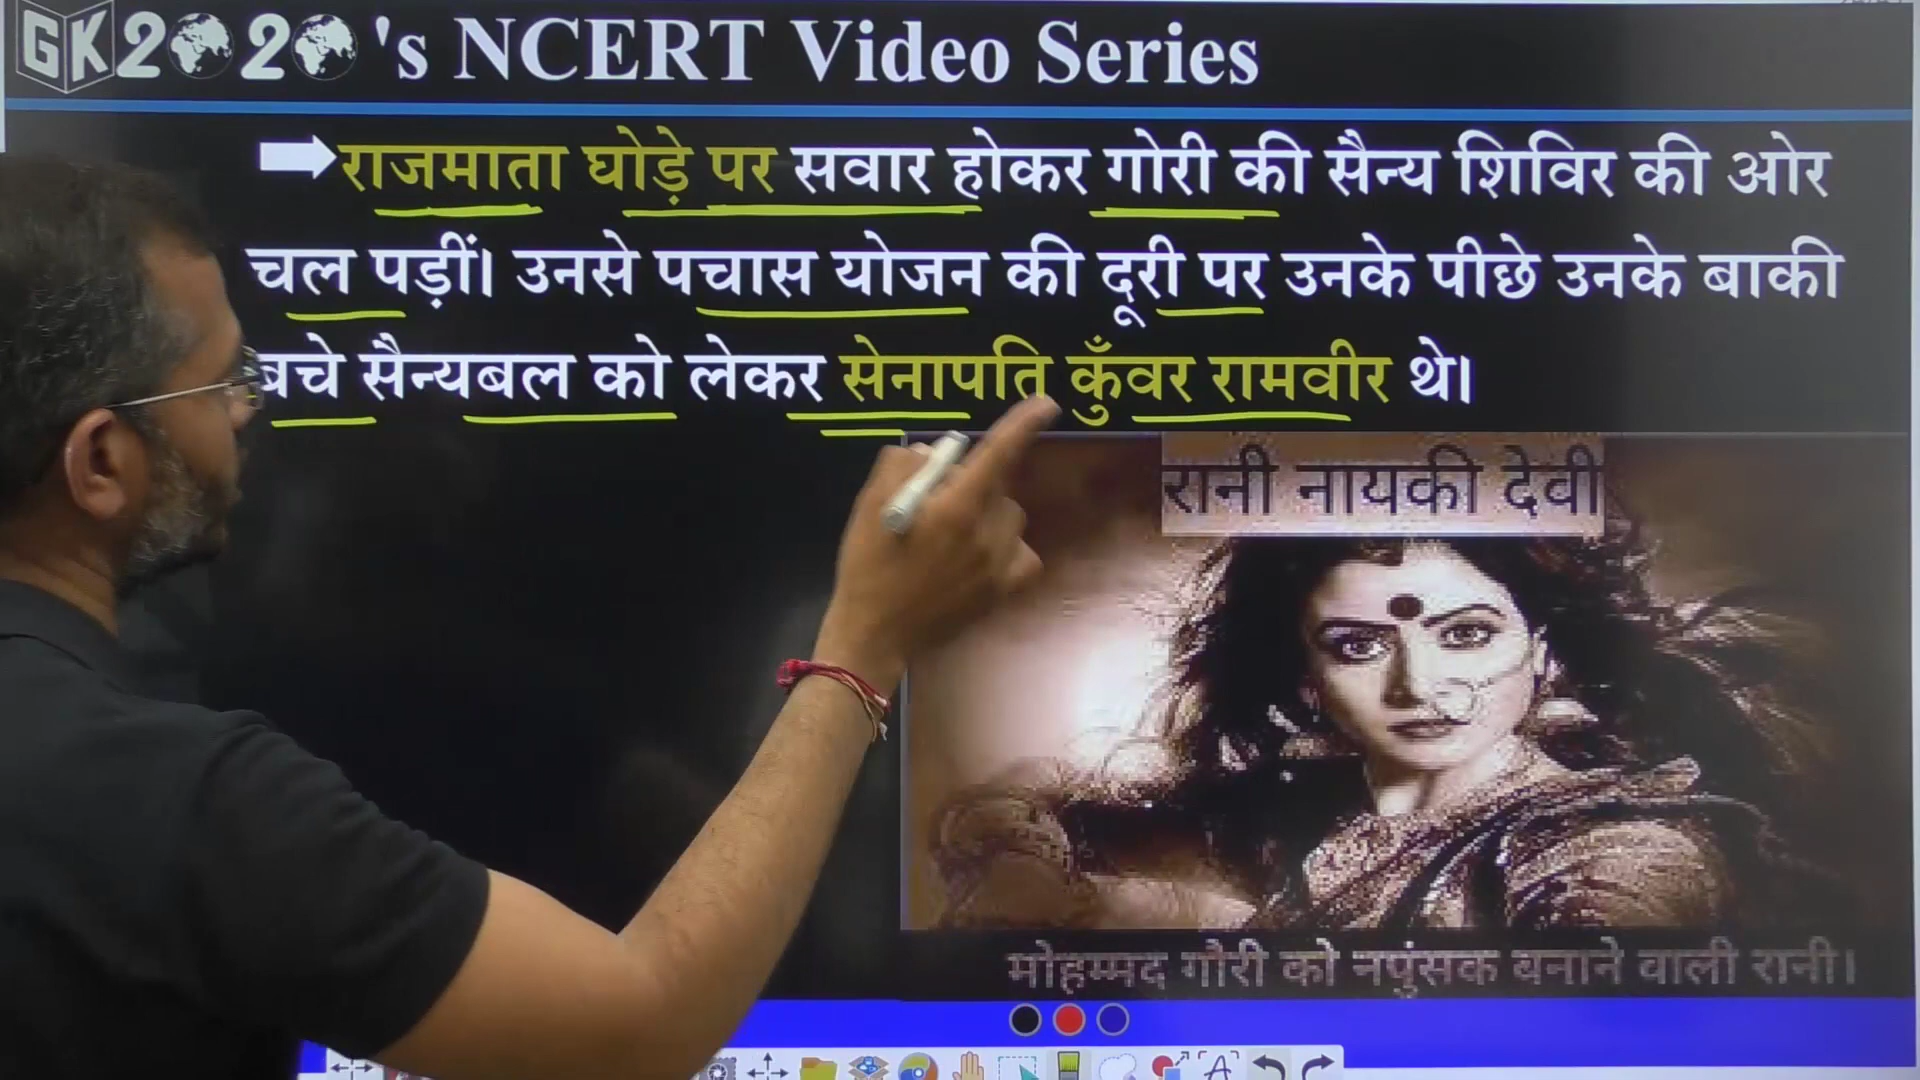 GK2020's NCERT Video Series
राजमाता घोड़े पर सवार होकर गोरी की सैन्य शिविर की ओर
चल पड़ीं। उनसे पचास योजन की दूरी पर उनके पीछे उनके बाकी
बचे सैन्यबल को लेकर सेनापति कुँवर रामवीर थे।
रानी नायकी देवी
मोहम्मद गौरी को नपुंसक बनाने वाली रानी।